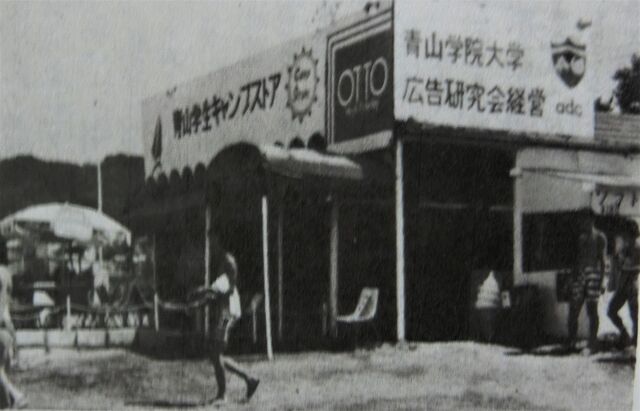 青山学生キャンプストア
OTTO
青山学院大学
広告研究会経営
adc